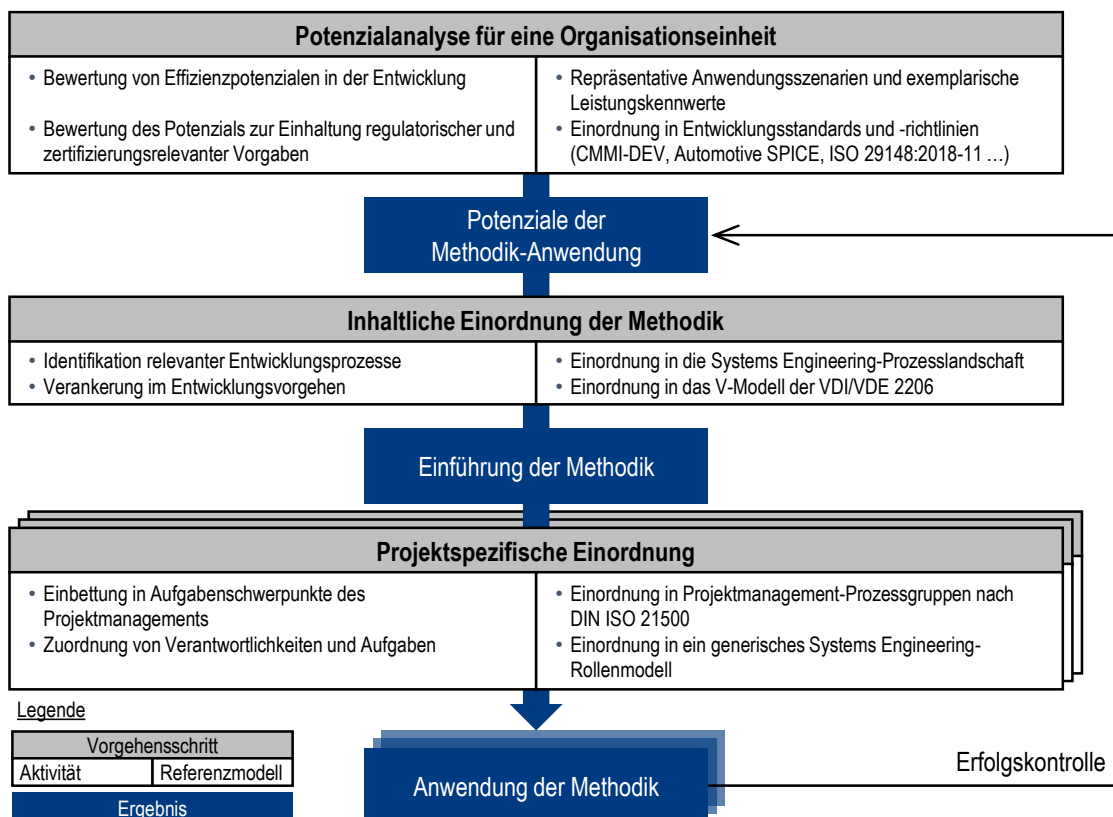 Potenzialanalyse für eine Organisationseinheit
• Bewertung von Effizienzpotenzialen in der Entwicklung
• Bewertung des Potenzials zur Einhaltung regulatorischer und
zertifizierungsrelevanter Vorgaben
• Repräsentative Anwendungsszenarien und exemplarische
Leistungskennwerte
• Einordnung in Entwicklungsstandards und -richtlinien
(CMMI-DEV, Automotive SPICE, ISO 29148:2018-11 …)
Potenziale der
Methodik-Anwendung
Inhaltliche Einordnung der Methodik
• Identifikation relevanter Entwicklungsprozesse
• Verankerung im Entwicklungsvorgehen
• Einordnung in die Systems Engineering-Prozesslandschaft
• Einordnung in das V-Modell der VDI/VDE 2206
Einführung der Methodik
Projektspezifische Einordnung
• Einbettung in Aufgabenschwerpunkte des
Projektmanagements
• Zuordnung von Verantwortlichkeiten und Aufgaben
• Einordnung in Projektmanagement-Prozessgruppen nach
DIN ISO 21500
• Einordnung in ein generisches Systems Engineering-
Rollenmodell
Legende
Vorgehensschritt
Aktivität
Referenzmodell
Ergebnis
Anwendung der Methodik
Erfolgskontrolle